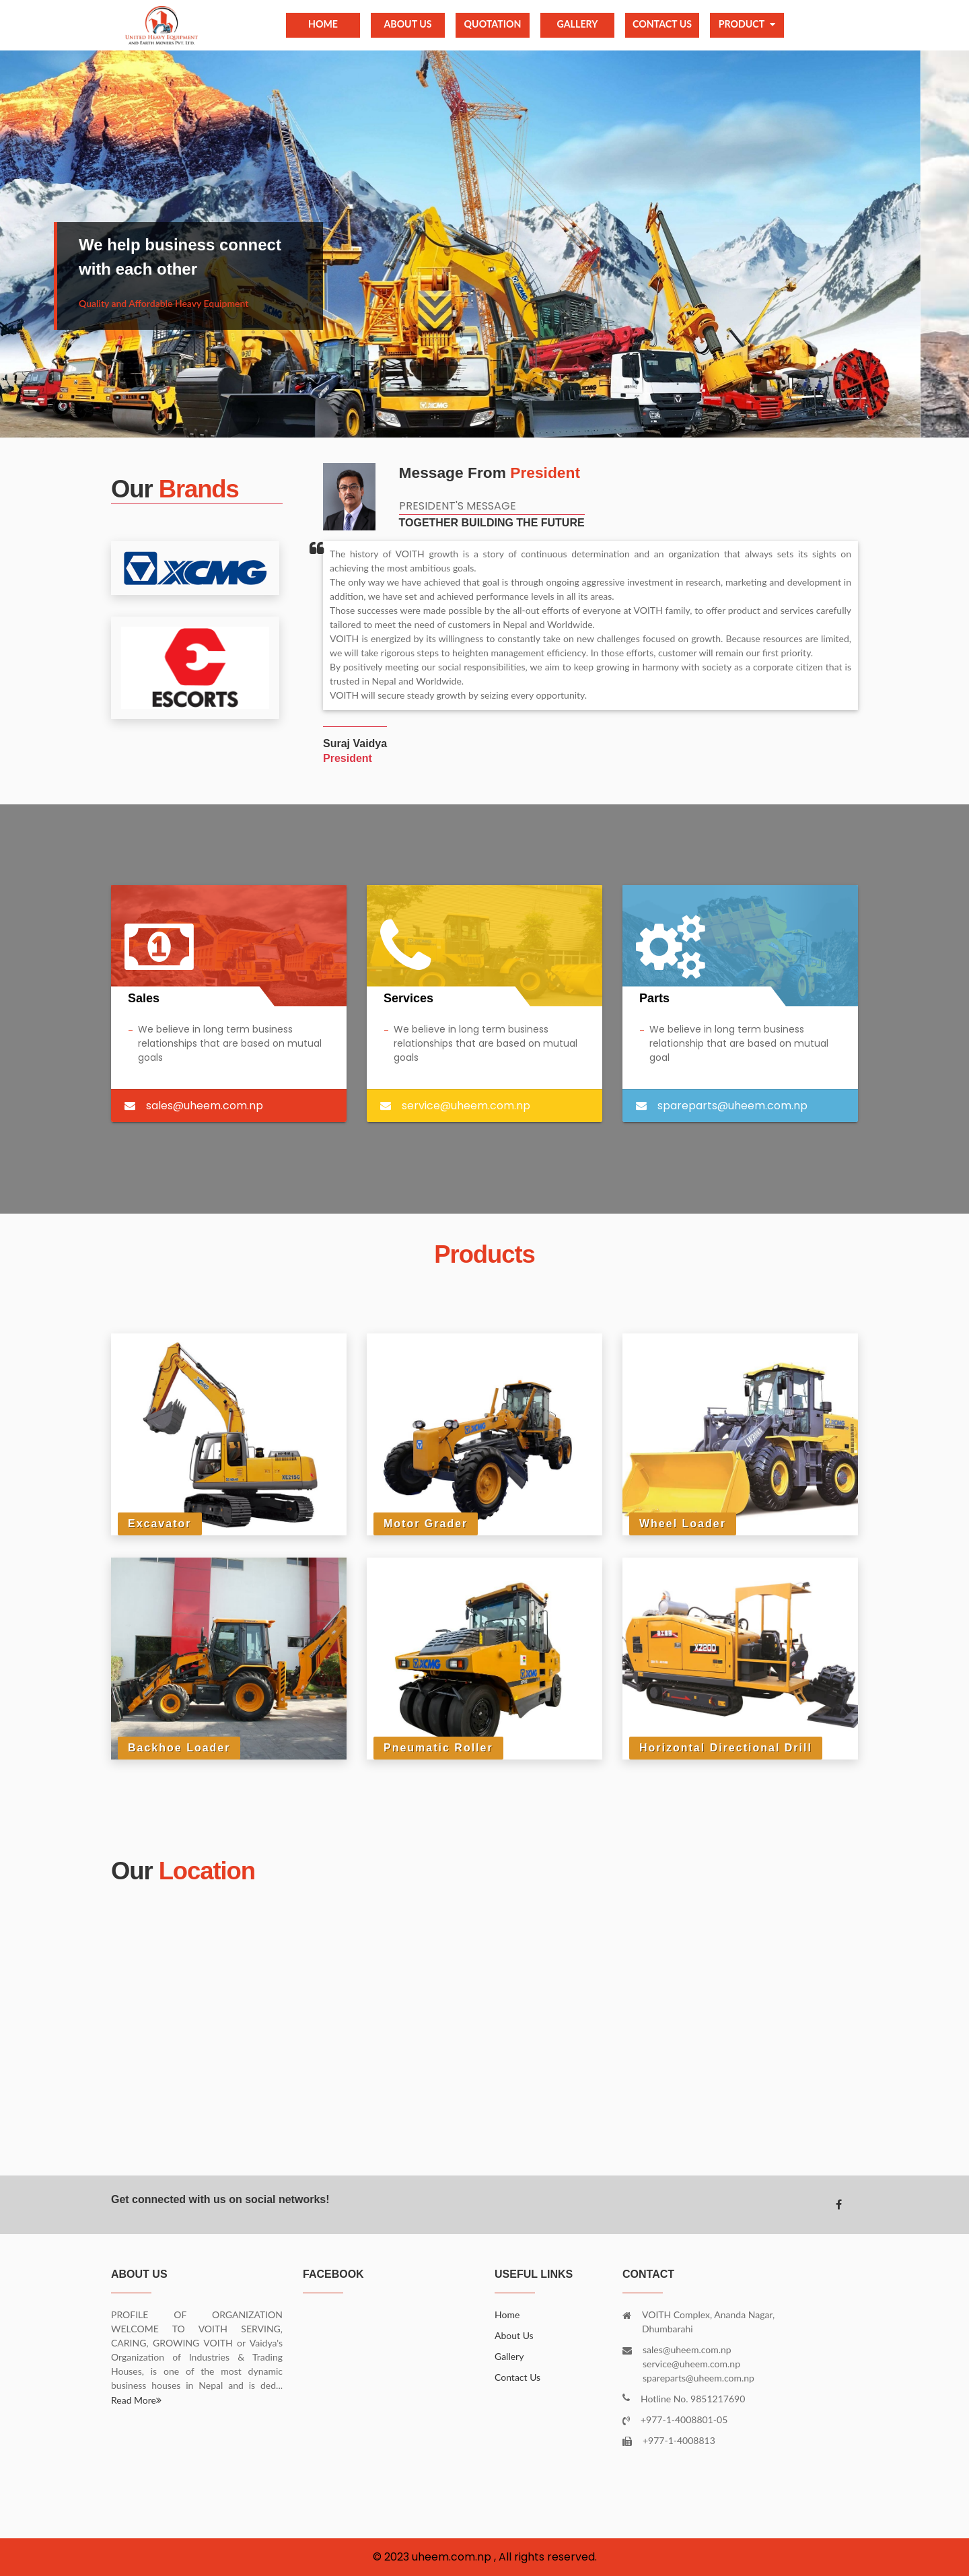 UNITED HEAVY EQUIPMENT
AND EARTH MOVERS PVT. LTD.
HOME
ABOUT US
QUOTATION
GALLERY
CONTACT US
PRODUCT
We help business connect
with each other
Quality and Affordable Heavy Equipment
XCMG
Our Brands
XCMG
ESCORTS
Message From President
PRESIDENT'S MESSAGE
TOGETHER BUILDING THE FUTURE
The history of VOITH growth is a story of continuous determination and an organization that always sets its sights on
achieving the most ambitious goals.
The only way we have achieved that goal is through ongoing aggressive investment in research, marketing and development in
addition, we have set and achieved performance levels in all its areas.
Those successes were made possible by the all-out efforts of everyone at VOITH family, to offer product and services carefully
tailored to meet the need of customers in Nepal and Worldwide.
VOITH is energized by its willingness to constantly take on new challenges focused on growth. Because resources are limited,
we will take rigorous steps to heighten management efficiency. In those efforts, customer will remain our first priority.
By positively meeting our social responsibilities, we aim to keep growing in harmony with society as a corporate citizen that is
trusted in Nepal and Worldwide.
VOITH will secure steady growth by seizing every opportunity.
Suraj Vaidya
President
1
Sales
We believe in long term business
relationships that are based on mutual
goals
sales@uheem.com.np
Services
We believe in long term business
relationships that are based on mutual
goals
service@uheem.com.np
Parts
We believe in long term business
relationship that are based on mutual
goal
spareparts@uheem.com.np
Products
XCMG
XE215C
Excavator
XCMG
Motor Grader
XCMG
Wheel Loader
Backhoe Loader
XCMG
Pneumatic Roller
XZ200
Horizontal Directional Drill
Our Location
Get connected with us on social networks!
ABOUT US
PROFILE OF ORGANIZATION
WELCOME TO VOITH SERVING,
CARING, GROWING VOITH or Vaidya's
Organization of Industries & Trading
Houses, is one of the most dynamic
business houses in Nepal and is ded...
Read More»
FACEBOOK
USEFUL LINKS
Home
About Us
Gallery
Contact Us
CONTACT
VOITH Complex, Ananda Nagar,
Dhumbarahi
sales@uheem.com.np
service@uheem.com.np
spareparts@uheem.com.np
Hotline No. 9851217690
+977-1-4008801-05
+977-1-4008813
© 2023 uheem.com.np , All rights reserved.